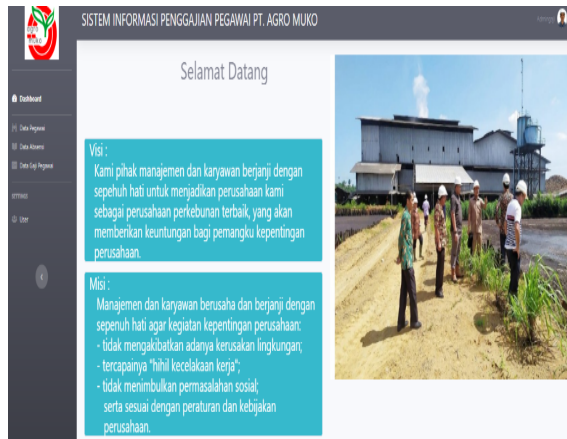 agro
muko
SISTEM INFORMASI PENGGAJIAN PEGAWAI PT. AGRO MUKO
Selamat Datang
Dashboard
Data Pegawai
Data Absensi
Data Gaji Pegawai
User
Visi :
Kami pihak manajemen dan karyawan berjanji dengan
sepehuh hati untuk menjadikan perusahaan kami
sebagai perusahaan perkebunan terbaik, yang akan
memberikan keuntungan bagi pemangku kepentingan
perusahaan.
Misi :
Manajemen dan karyawan berusaha dan berjanji dengan
sepenuh hati agar kegiatan kepentingan perusahaan:
- tidak mengakibatkan adanya kerusakan lingkungan;
- tercapainya "hihil kecelakaan kerja";
- tidak menimbulkan permasalahan sosial;
serta sesuai dengan peraturan dan kebijakan
perusahaan.